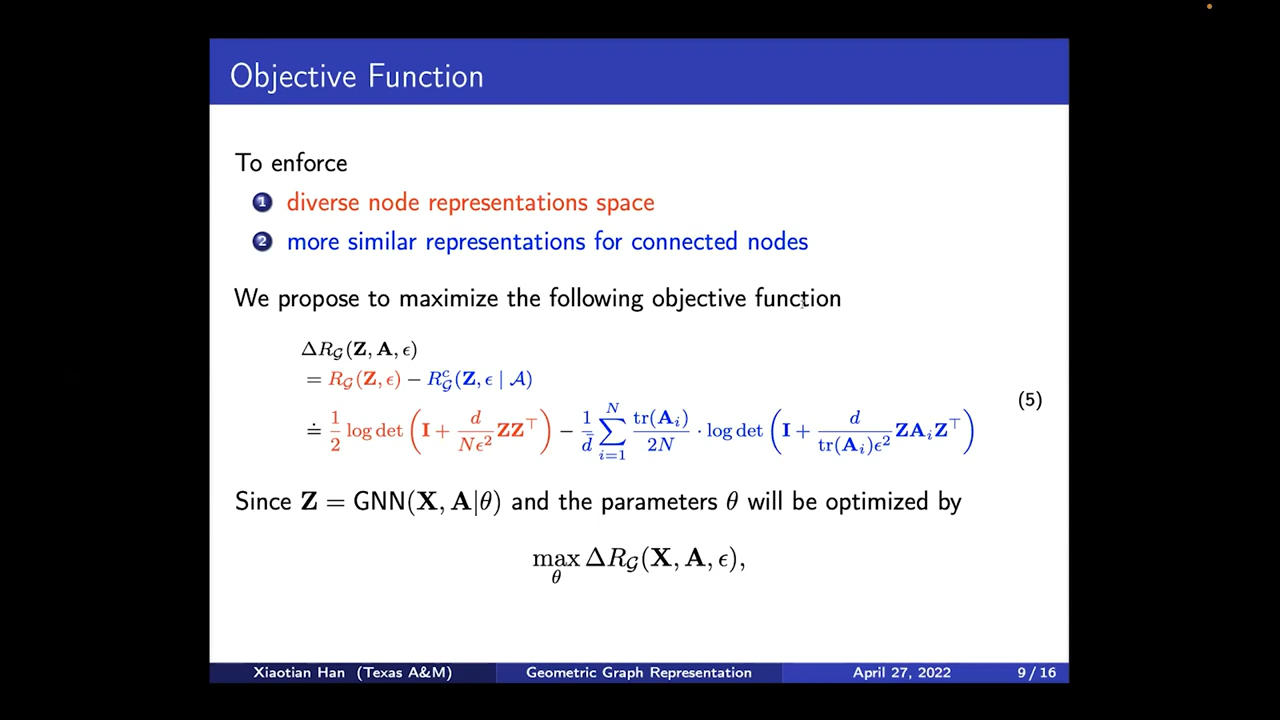 Objective Function
To enforce
1 diverse node representations space
2 more similar representations for connected nodes
We propose to maximize the following objective function
ΔR_𝒢(𝐙, 𝐀, ϵ)
= R_𝒢(𝐙, ϵ) − R^c_𝒢(𝐙, ϵ | 𝒜)
≐ 1/2 log det (𝐈 + d/(Nϵ²) 𝐙𝐙^⊤) − 1/d̄ ∑_{i=1}^{N} tr(𝐀_i)/(2N) · log det (𝐈 + d/(tr(𝐀_i)ϵ²) 𝐙𝐀_i𝐙^⊤)
(5)
Since 𝐙 = GNN(𝐗, 𝐀|θ) and the parameters θ will be optimized by
max_θ ΔR_𝒢(𝐗, 𝐀, ϵ),
Xiaotian Han (Texas A&M) Geometric Graph Representation April 27, 2022 9 / 16